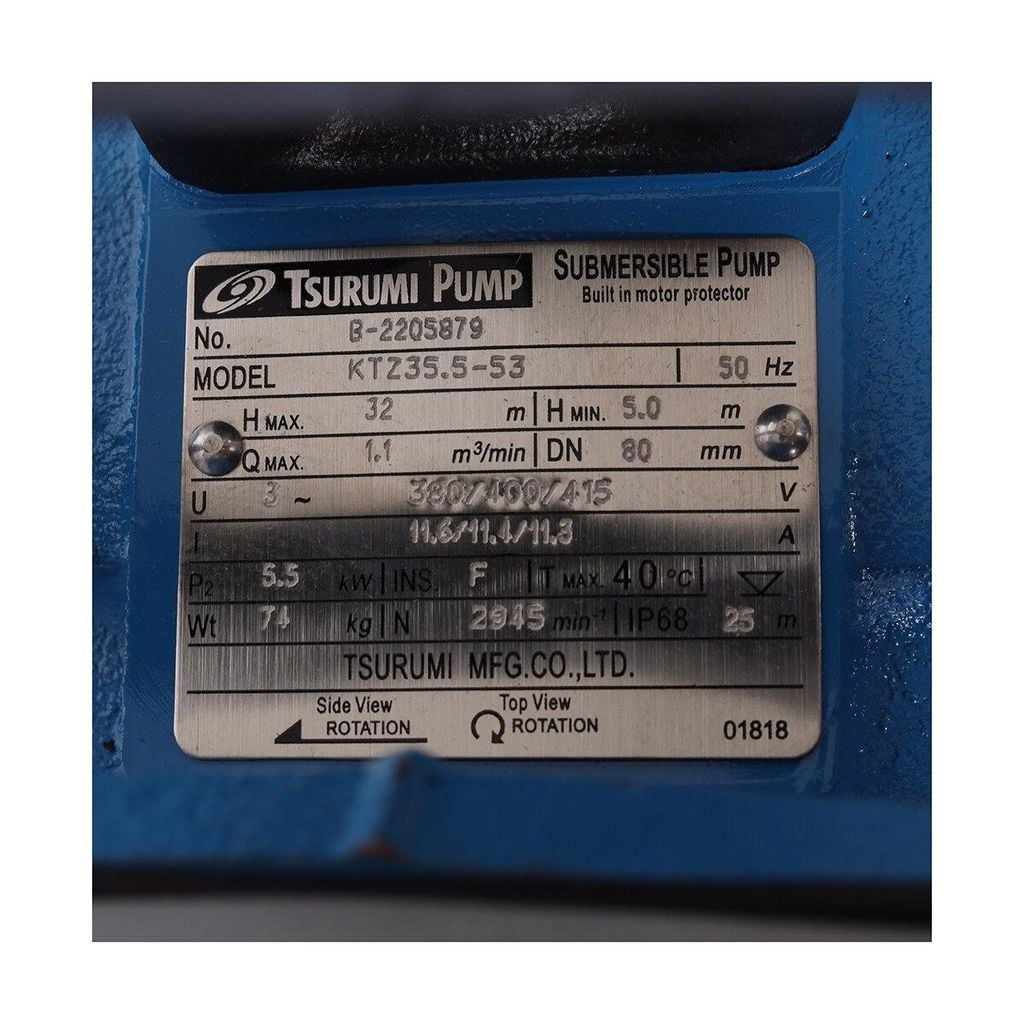 TSURUMI PUMP SUBMERSIBLE PUMP
Built in motor protector
No. B-2205879
MODEL KTZ35.5-53 50 Hz
H MAX. 32 m H MIN. 5.0 m
Q MAX. 1.1 m³/min DN 80 mm
U 3 ~ 380/400/415 V
I 11.6/11.4/11.3 A
P2 5.5 kW INS. F T MAX. 40 °C
Wt 74 kg N 2945 min⁻¹ IP68 25 m
TSURUMI MFG.CO.,LTD.
Side View Top View
ROTATION ROTATION 01818